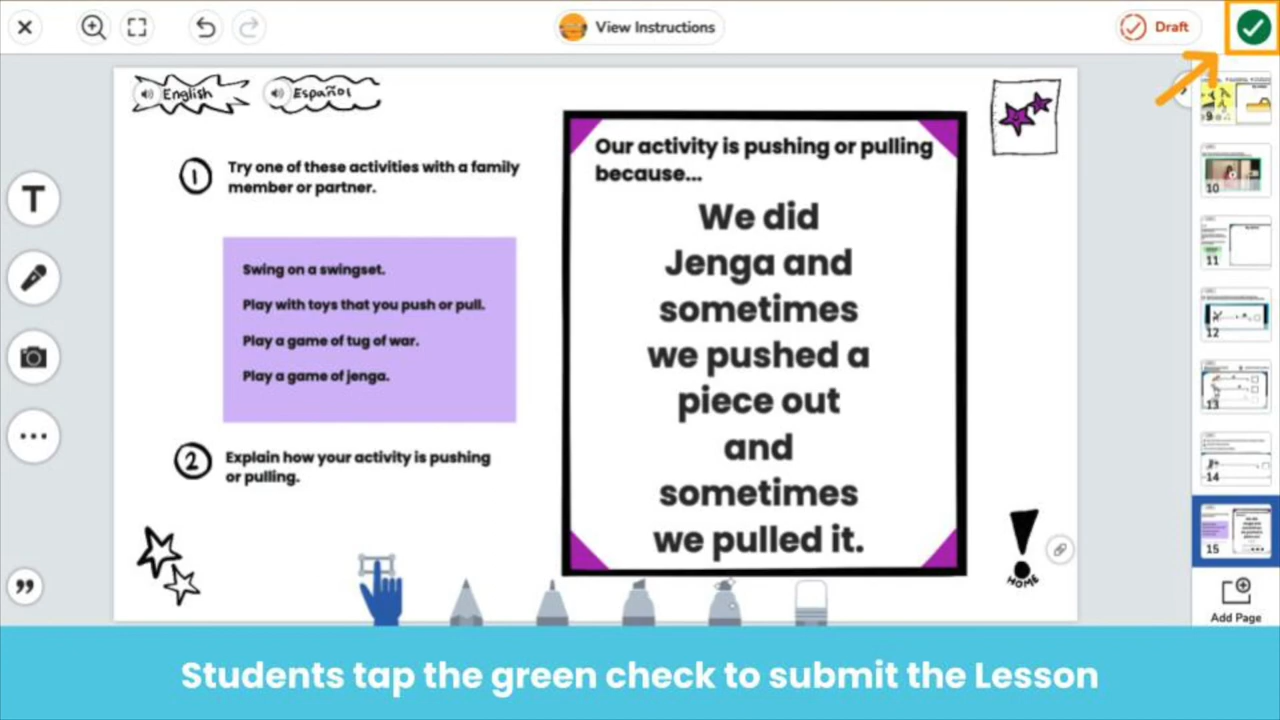 View Instructions
Draft
English
Español
1
Try one of these activities with a family
member or partner.
Swing on a swingset.
Play with toys that you push or pull.
Play a game of tug of war.
Play a game of jenga.
2
Explain how your activity is pushing
or pulling.
Our activity is pushing or pulling
because...
We did
Jenga and
sometimes
we pushed a
piece out
and
sometimes
we pulled it.
HOME
T
9
10
11
12
13
14
15
Add Page
Students tap the green check to submit the Lesson